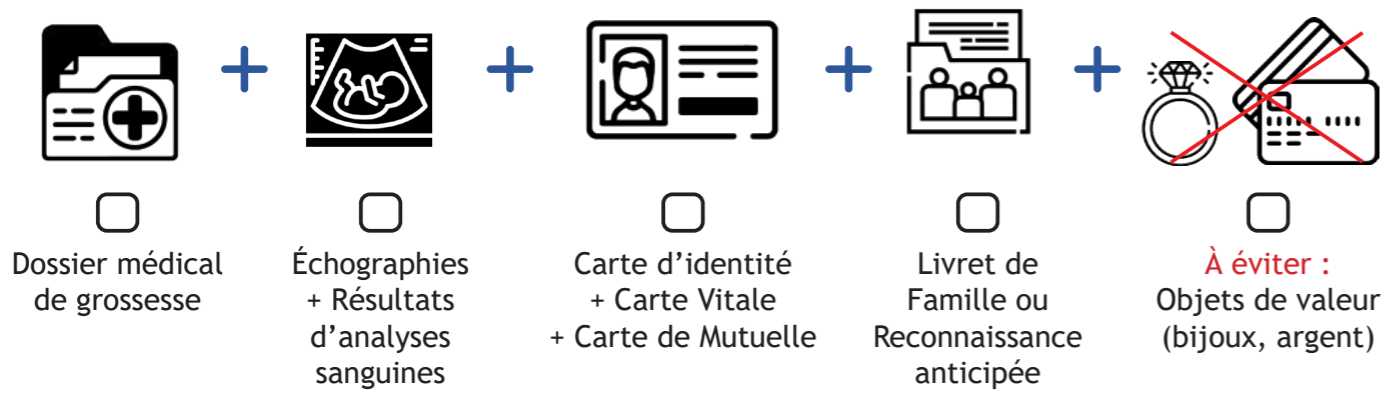 Dossier médical
de grossesse
Échographies
+ Résultats
d’analyses
sanguines
Carte d’identité
+ Carte Vitale
+ Carte de Mutuelle
Livret de
Famille ou
Reconnaissance
anticipée
À éviter :
Objets de valeur
(bijoux, argent)